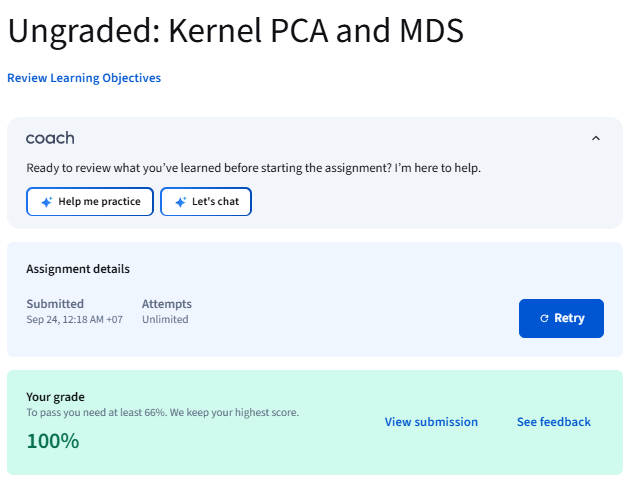 Ungraded: Kernel PCA and MDS
Review Learning Objectives
coach
Ready to review what you've learned before starting the assignment? I'm here to help.
Help me practice
Let's chat
Assignment details
Submitted
Attempts
Sep 24, 12:18 AM +07
Unlimited
Retry
Your grade
To pass you need at least 66%. We keep your highest score.
100%
View submission
See feedback